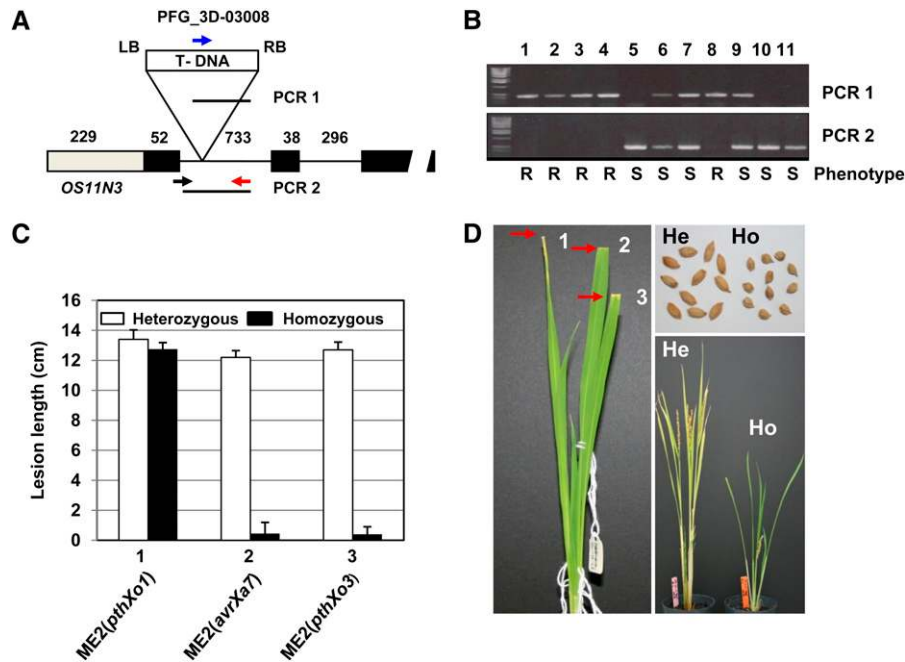 A
PFG_3D-03008
LB
RB
T- DNA
PCR 1
229
52
733
38
296
OS11N3
PCR 2
B
1 2 3 4 5 6 7 8 9 10 11
PCR 1
PCR 2
R R R R S S S R S S S Phenotype
C
Lesion length (cm)
16
14
12
10
8
6
4
2
0
Heterozygous
Homozygous
1
2
3
ME2(pthXo1)
ME2(avrXa7)
ME2(pthXo3)
D
1
2
3
He
Ho
He
Ho